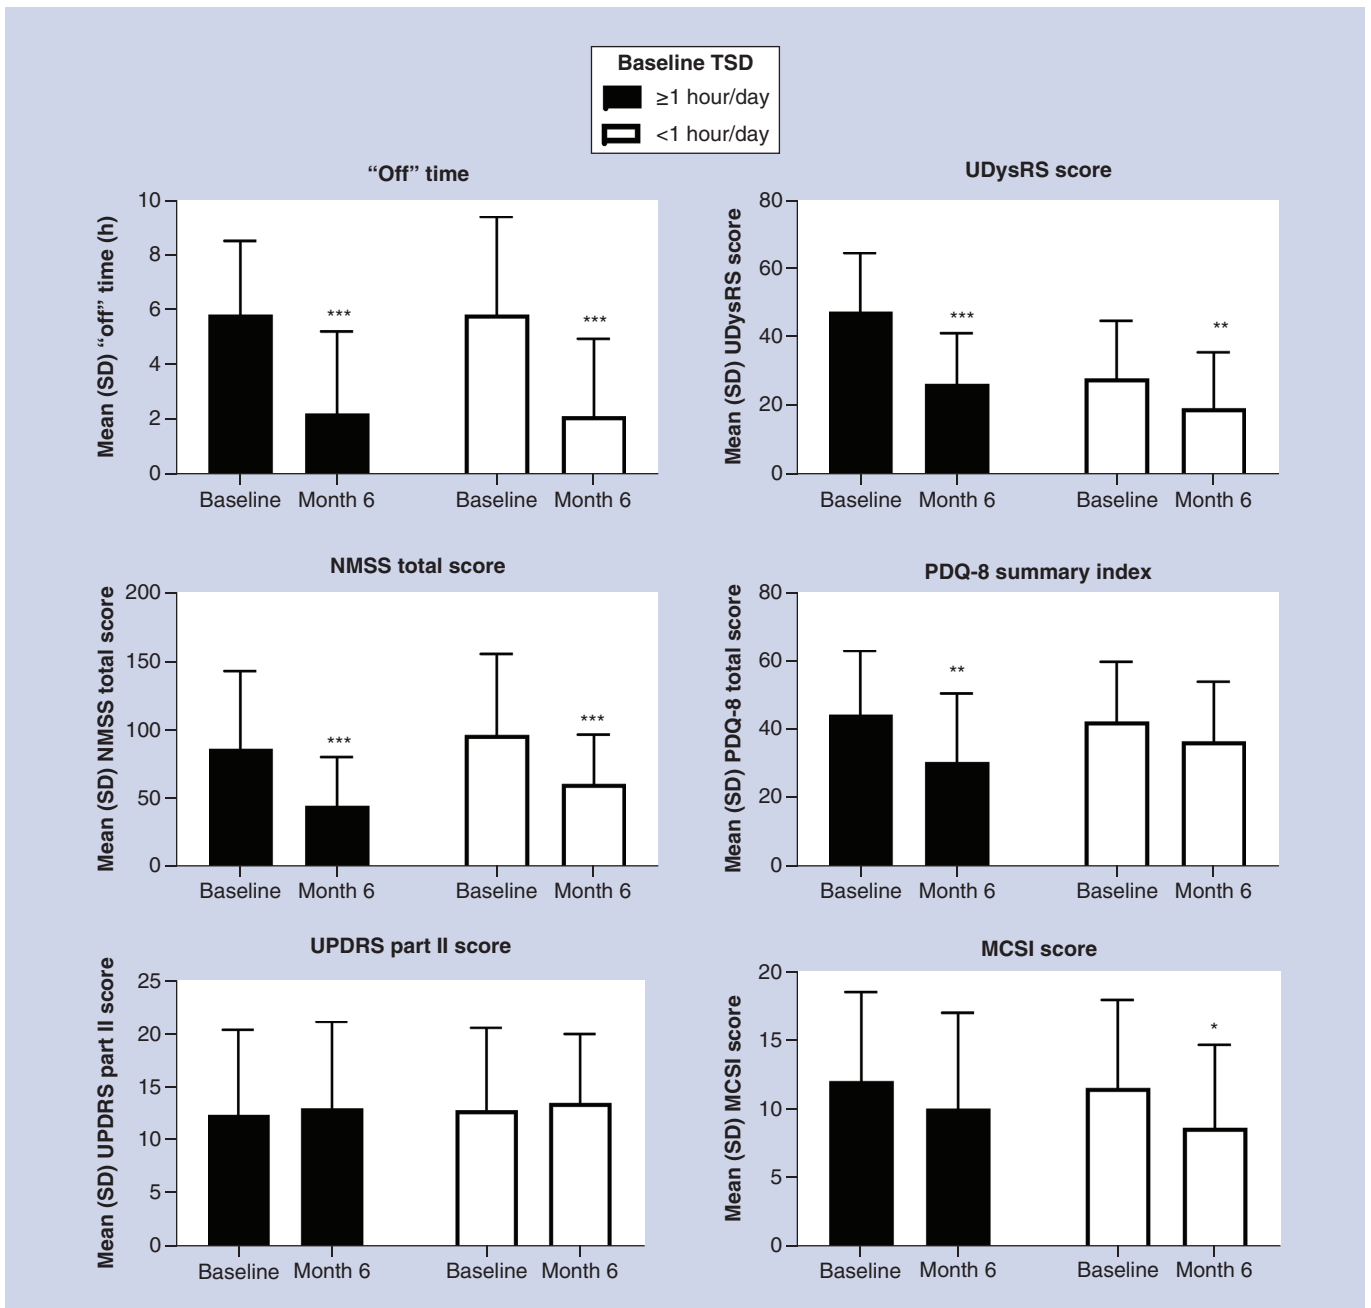 Baseline TSD
≥1 hour/day
<1 hour/day
“Off” time
Mean (SD) “off” time (h)
10
8
6
4
2
0
***
***
Baseline
Month 6
Baseline
Month 6
UDysRS score
Mean (SD) UDysRS score
80
60
40
20
0
***
**
Baseline
Month 6
Baseline
Month 6
NMSS total score
Mean (SD) NMSS total score
200
150
100
50
0
***
***
Baseline
Month 6
Baseline
Month 6
PDQ-8 summary index
Mean (SD) PDQ-8 total score
80
60
40
20
0
**
Baseline
Month 6
Baseline
Month 6
UPDRS part II score
Mean (SD) UPDRS part II score
25
20
15
10
5
0
Baseline
Month 6
Baseline
Month 6
MCSI score
Mean (SD) MCSI score
20
15
10
5
0
*
Baseline
Month 6
Baseline
Month 6